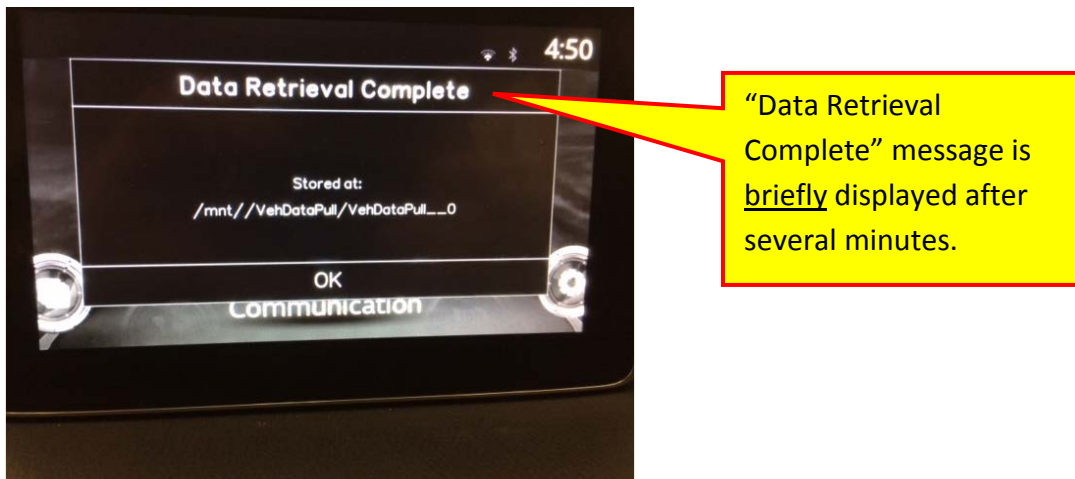 4:50
Data Retrieval Complete
Stored at:
/mnt//VehDataPull/VehDataPull__0
OK
Communication
“Data Retrieval
Complete” message is
briefly displayed after
several minutes.